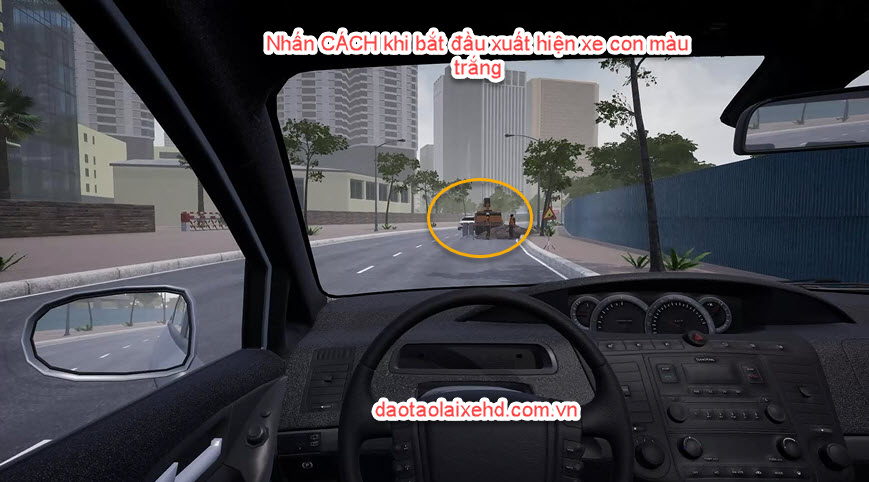 Nhấn CÁCH khi bắt đầu xuất hiện xe con màu
trắng
daotaolaixehd.com.vn